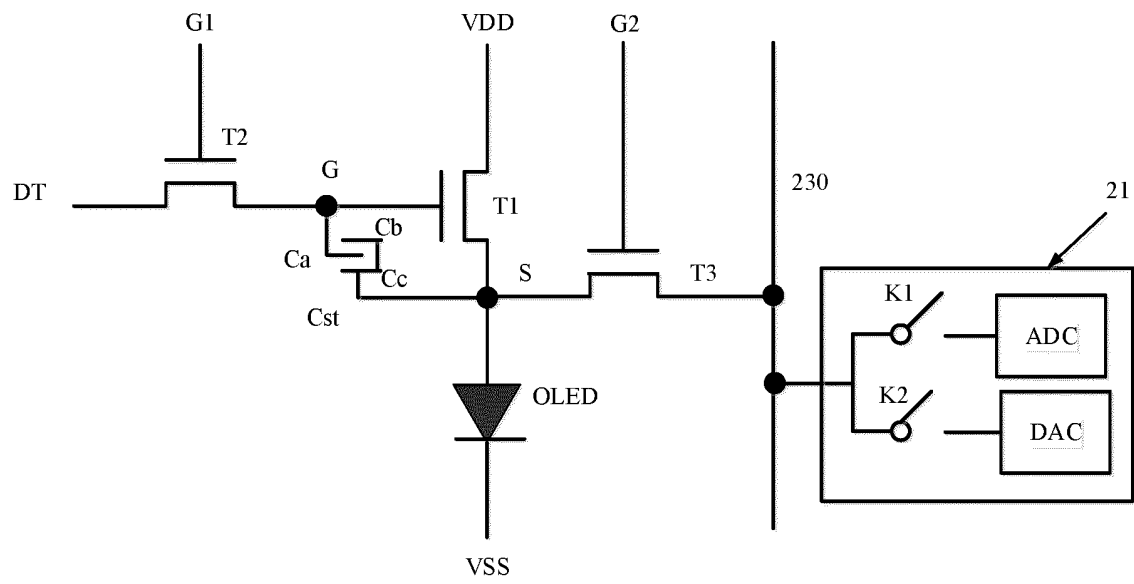 G1
VDD
G2
T2
G
DT
T1
230
21
Cb
Ca
Cc
S
T3
Cst
K1
ADC
K2
OLED
DAC
VSS